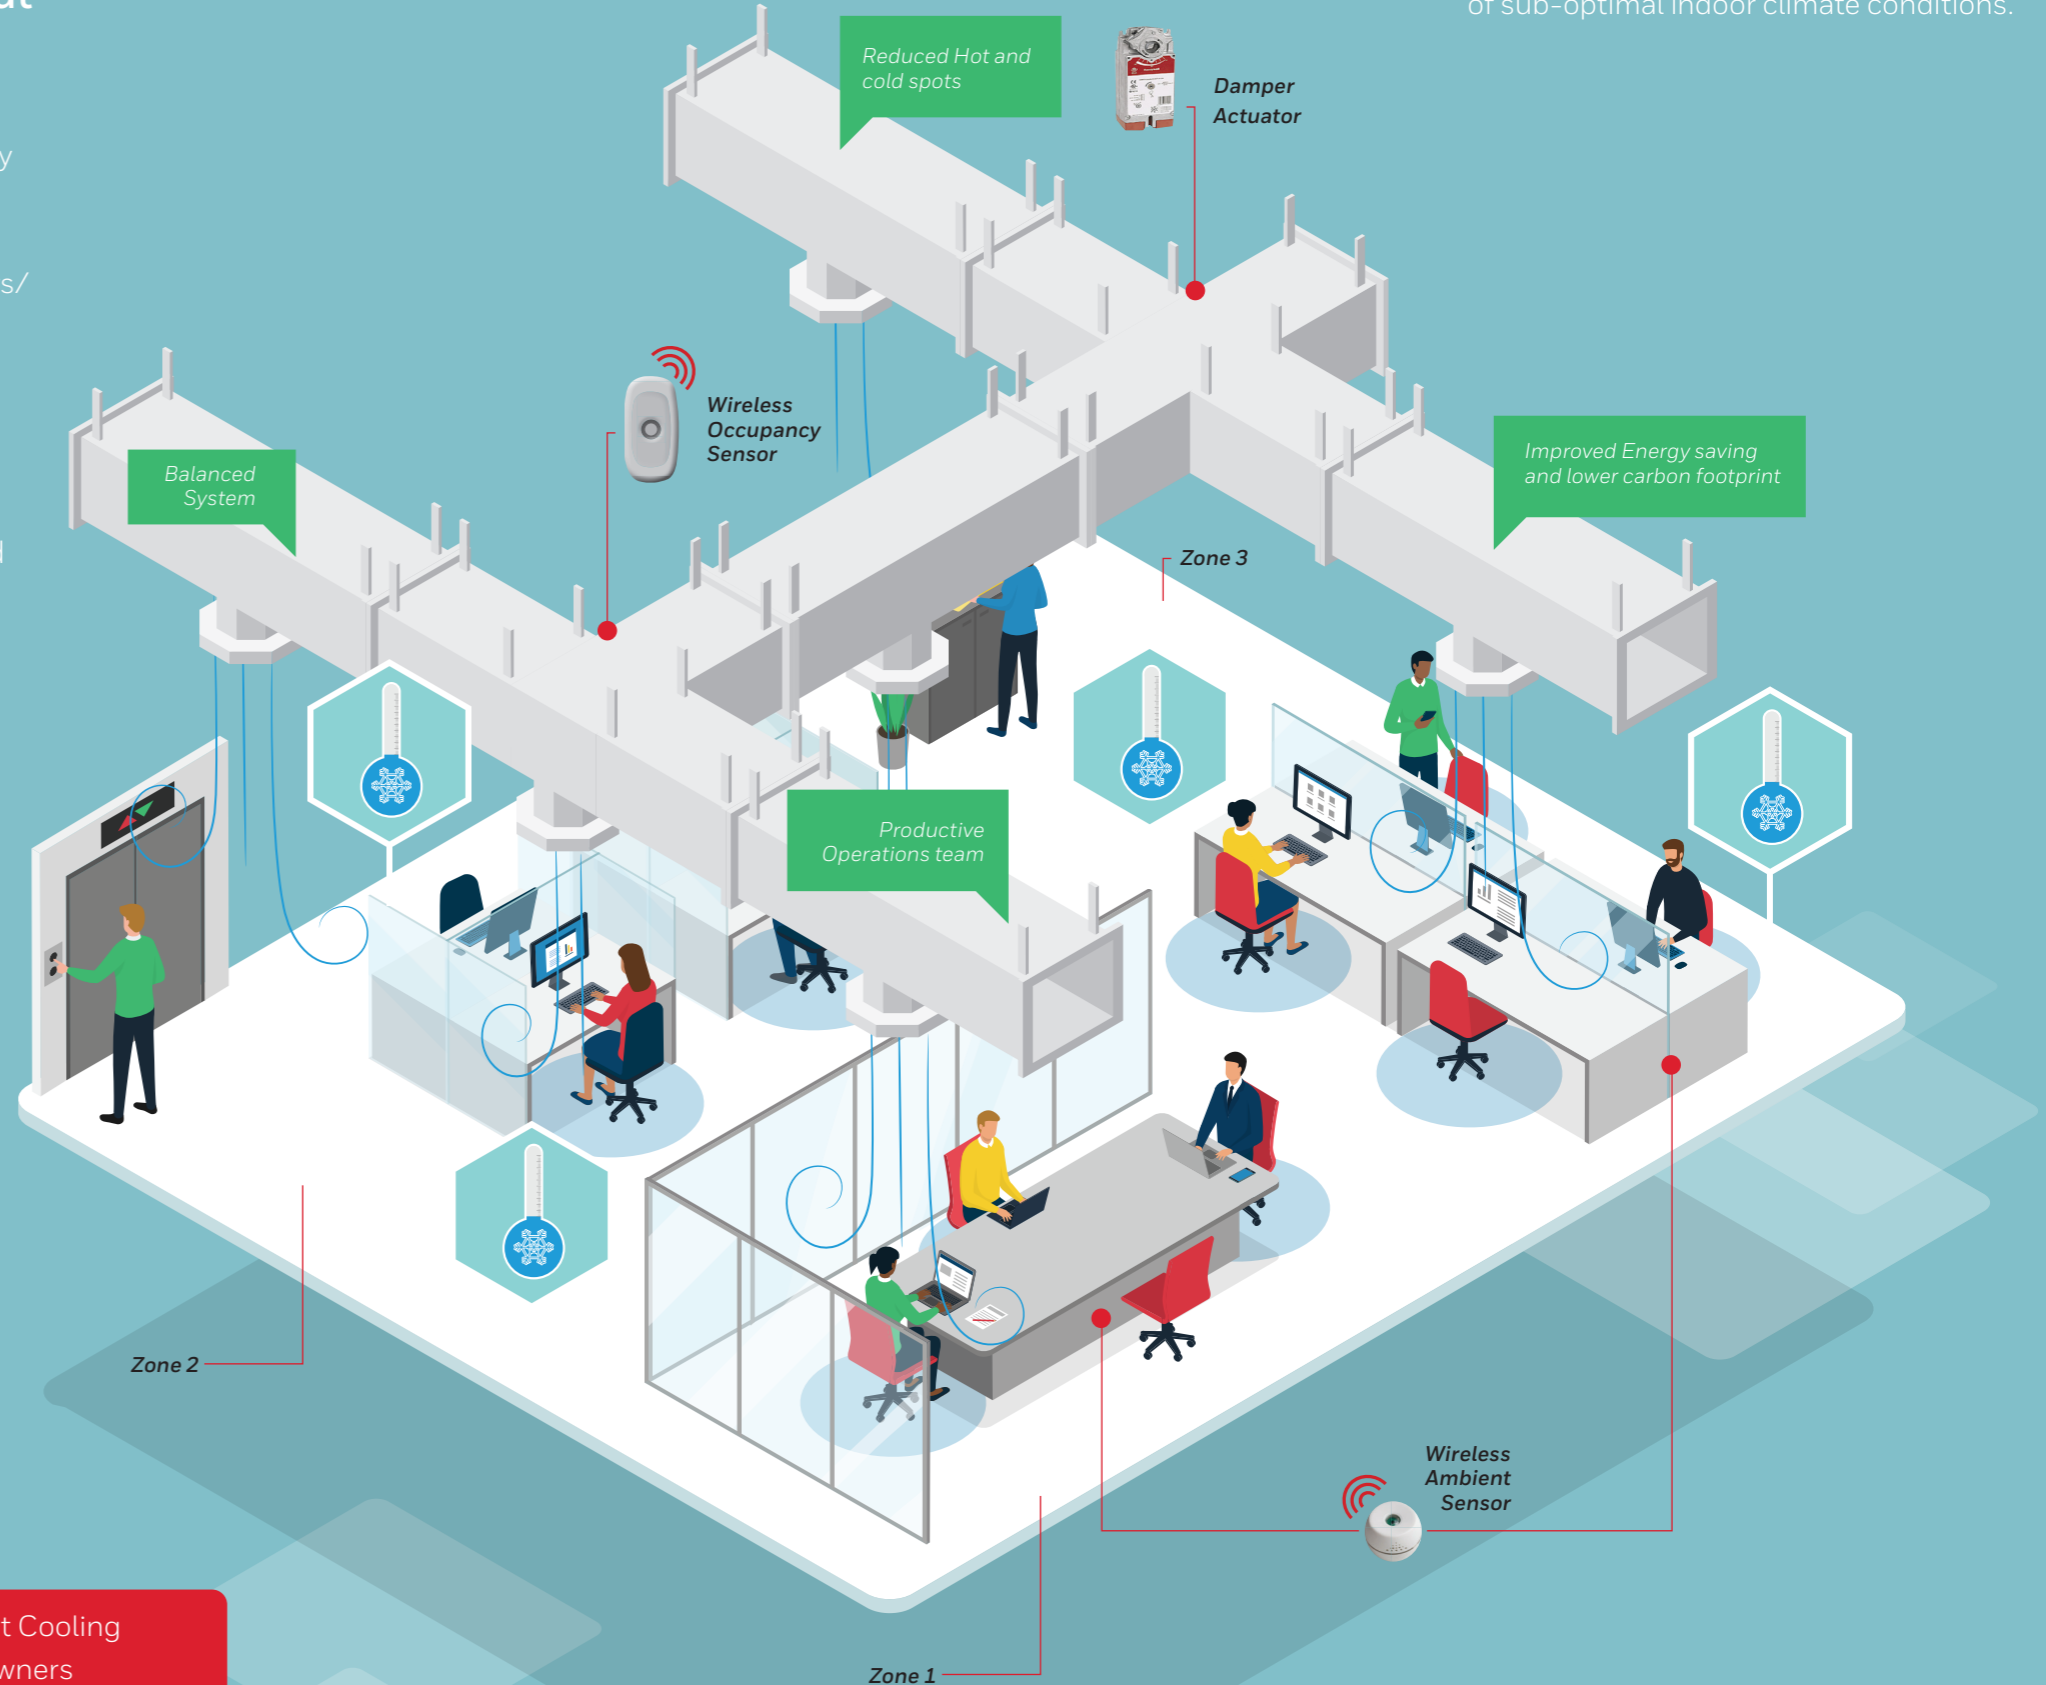 of sub-optimal indoor climate conditions.
Reduced Hot and
cold spots
Damper
Actuator
s/
Wireless
Occupancy
Sensor
Balanced
System
Improved Energy saving
and lower carbon footprint
Zone 3
Productive
Operations team
Zone 2
Wireless
Ambient
Sensor
t Cooling
wners
Zone 1